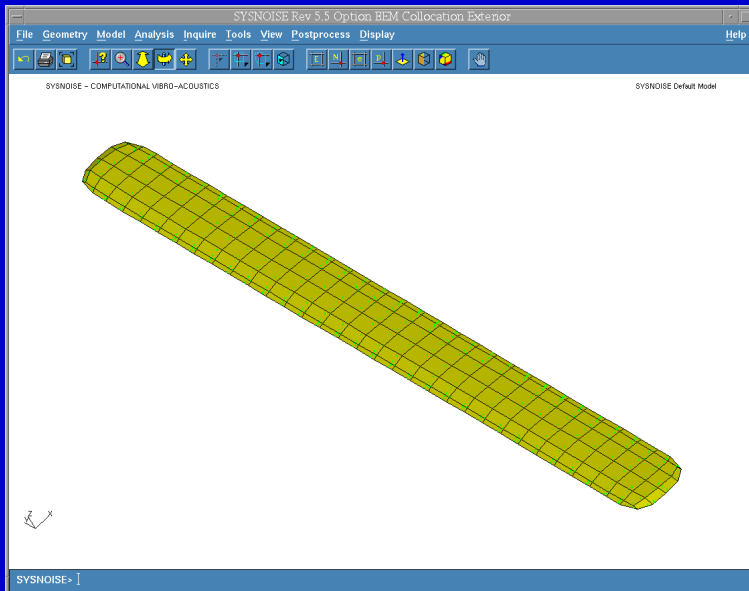 SYSNOISE Rev 5.5 Option BEM Collocation Exterior
File Geometry Model Analysis Inquire Tools View Postprocess Display Help
SYSNOISE - COMPUTATIONAL VIBRO-ACOUSTICS SYSNOISE Default Model
Z X
SYSNOISE>